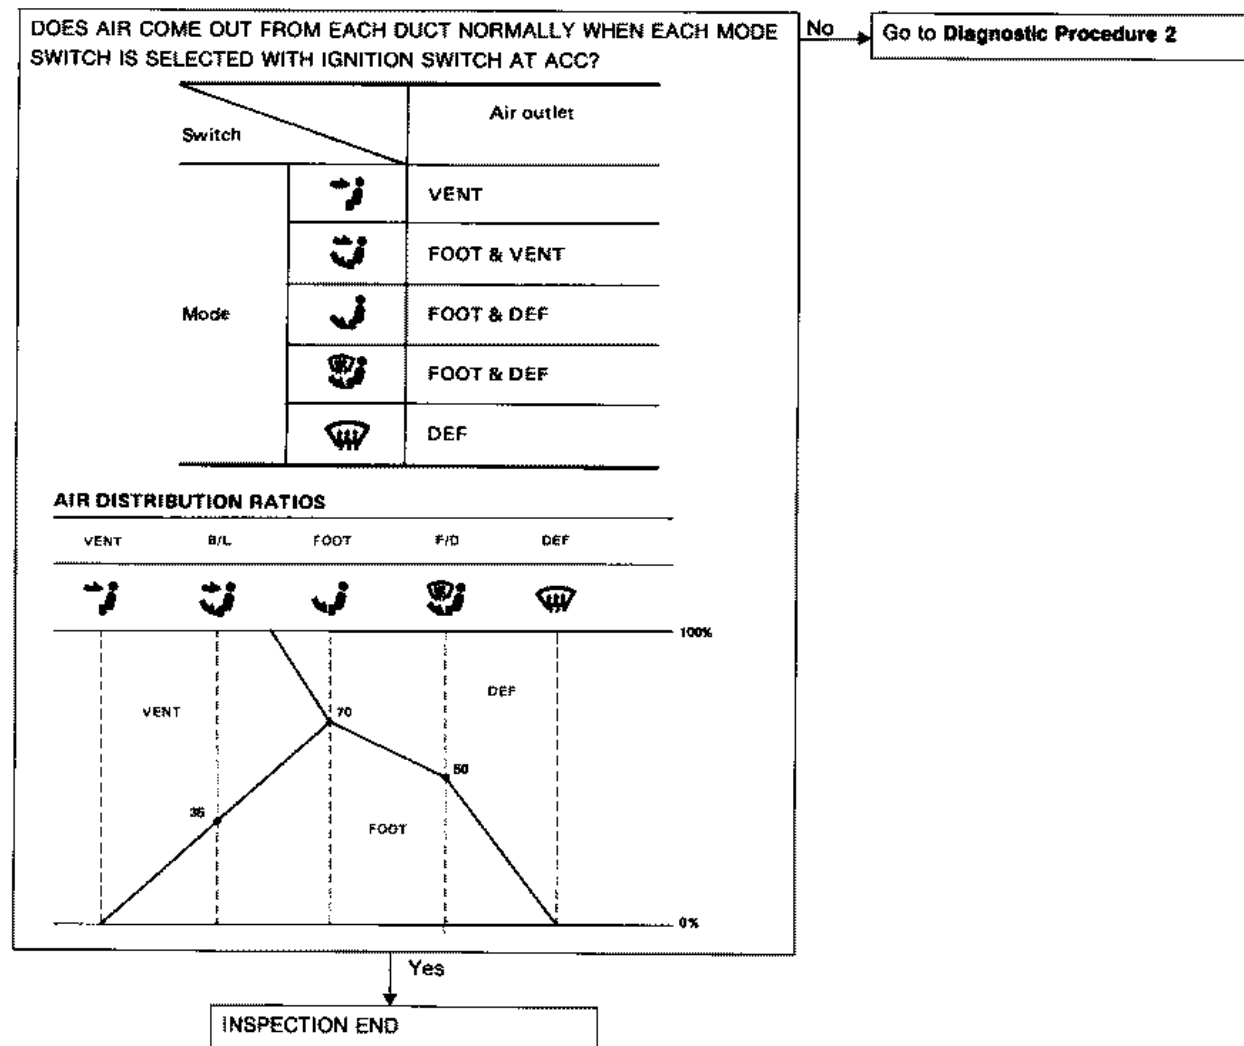 DOES AIR COME OUT FROM EACH DUCT NORMALLY WHEN EACH MODE
SWITCH IS SELECTED WITH IGNITION SWITCH AT ACC?
No
Go to Diagnostic Procedure 2
Switch
Air outlet
Mode
VENT
FOOT & VENT
FOOT & DEF
FOOT & DEF
DEF
AIR DISTRIBUTION RATIOS
VENT B/L FOOT F/D DEF
100%
VENT
DEF
70
50
35
FOOT
0%
Yes
INSPECTION END